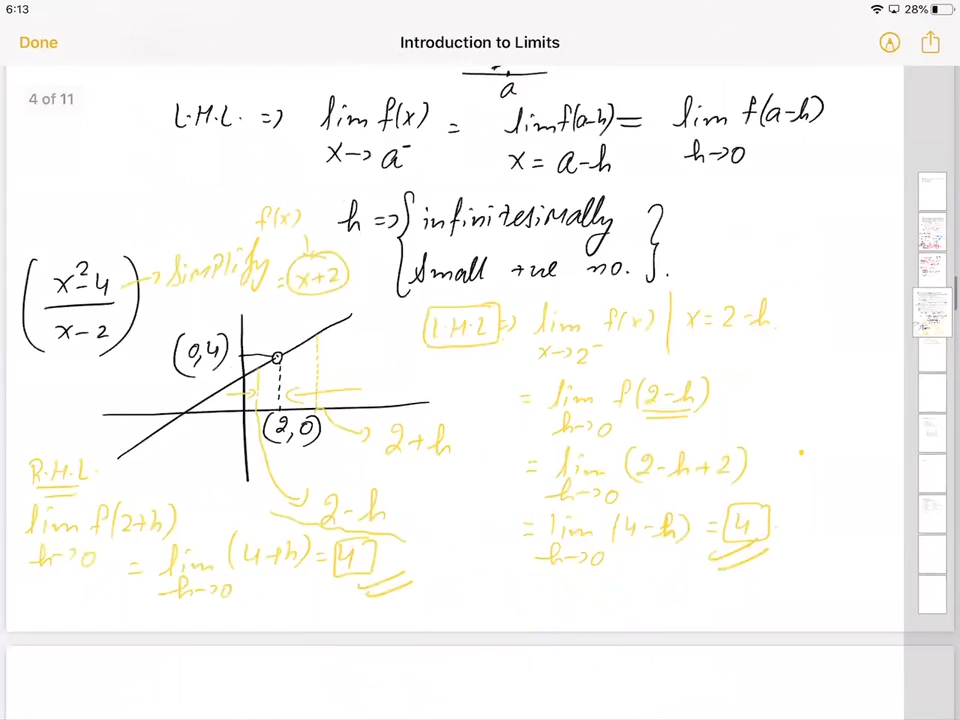 6:13
28%
Done
Introduction to Limits
4 of 11
a
L.H.L. => lim f(x) = lim f(a-h) = lim f(a-h)
x→a⁻ x = a-h h→0
h => { infinitesimally
small +ve no. }.
f(x)
(x²-4 / x-2) → simplify = x+2
(0,4)
(2,0)
2+h
2-h
L.H.L => lim f(x) | x = 2-h
x→2⁻
= lim f(2-h)
h→0
= lim (2-h+2)
h→0
= lim (4-h) = 4
h→0
R.H.L.
lim f(2+h)
h→0
= lim (4+h) = 4
h→0